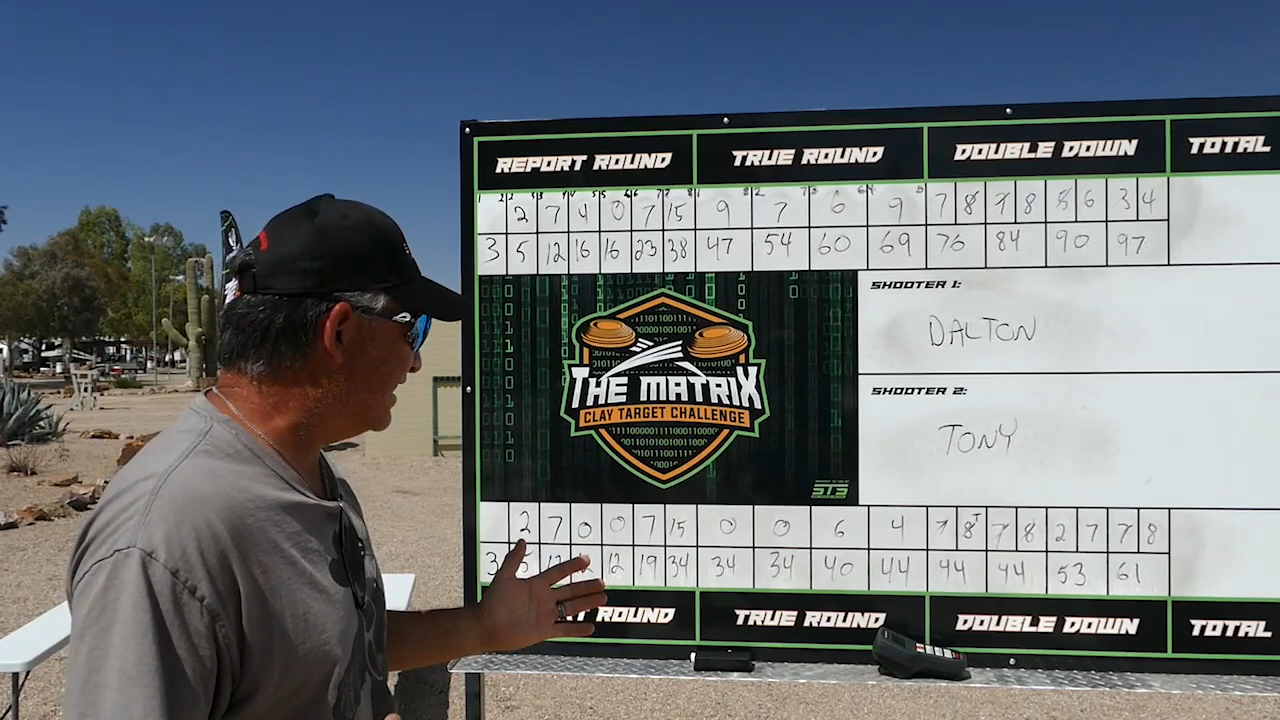 REPORT ROUND TRUE ROUND DOUBLE DOWN TOTAL
2 7 4 0 7 15 9 7 6 9 7 8 7 8 8 6 3 4
3 5 12 16 16 23 38 47 54 60 69 76 84 90 97
SHOOTER 1:
DALTON
THE MATRIX
CLAY TARGET CHALLENGE
SHOOTER 2:
TONY
ST3
2 7 0 0 7 15 0 0 6 4 7 8 7 8 2 7 7 8
3 5 12 12 19 34 34 34 40 44 44 44 53 61
ROUND TRUE ROUND DOUBLE DOWN TOTAL